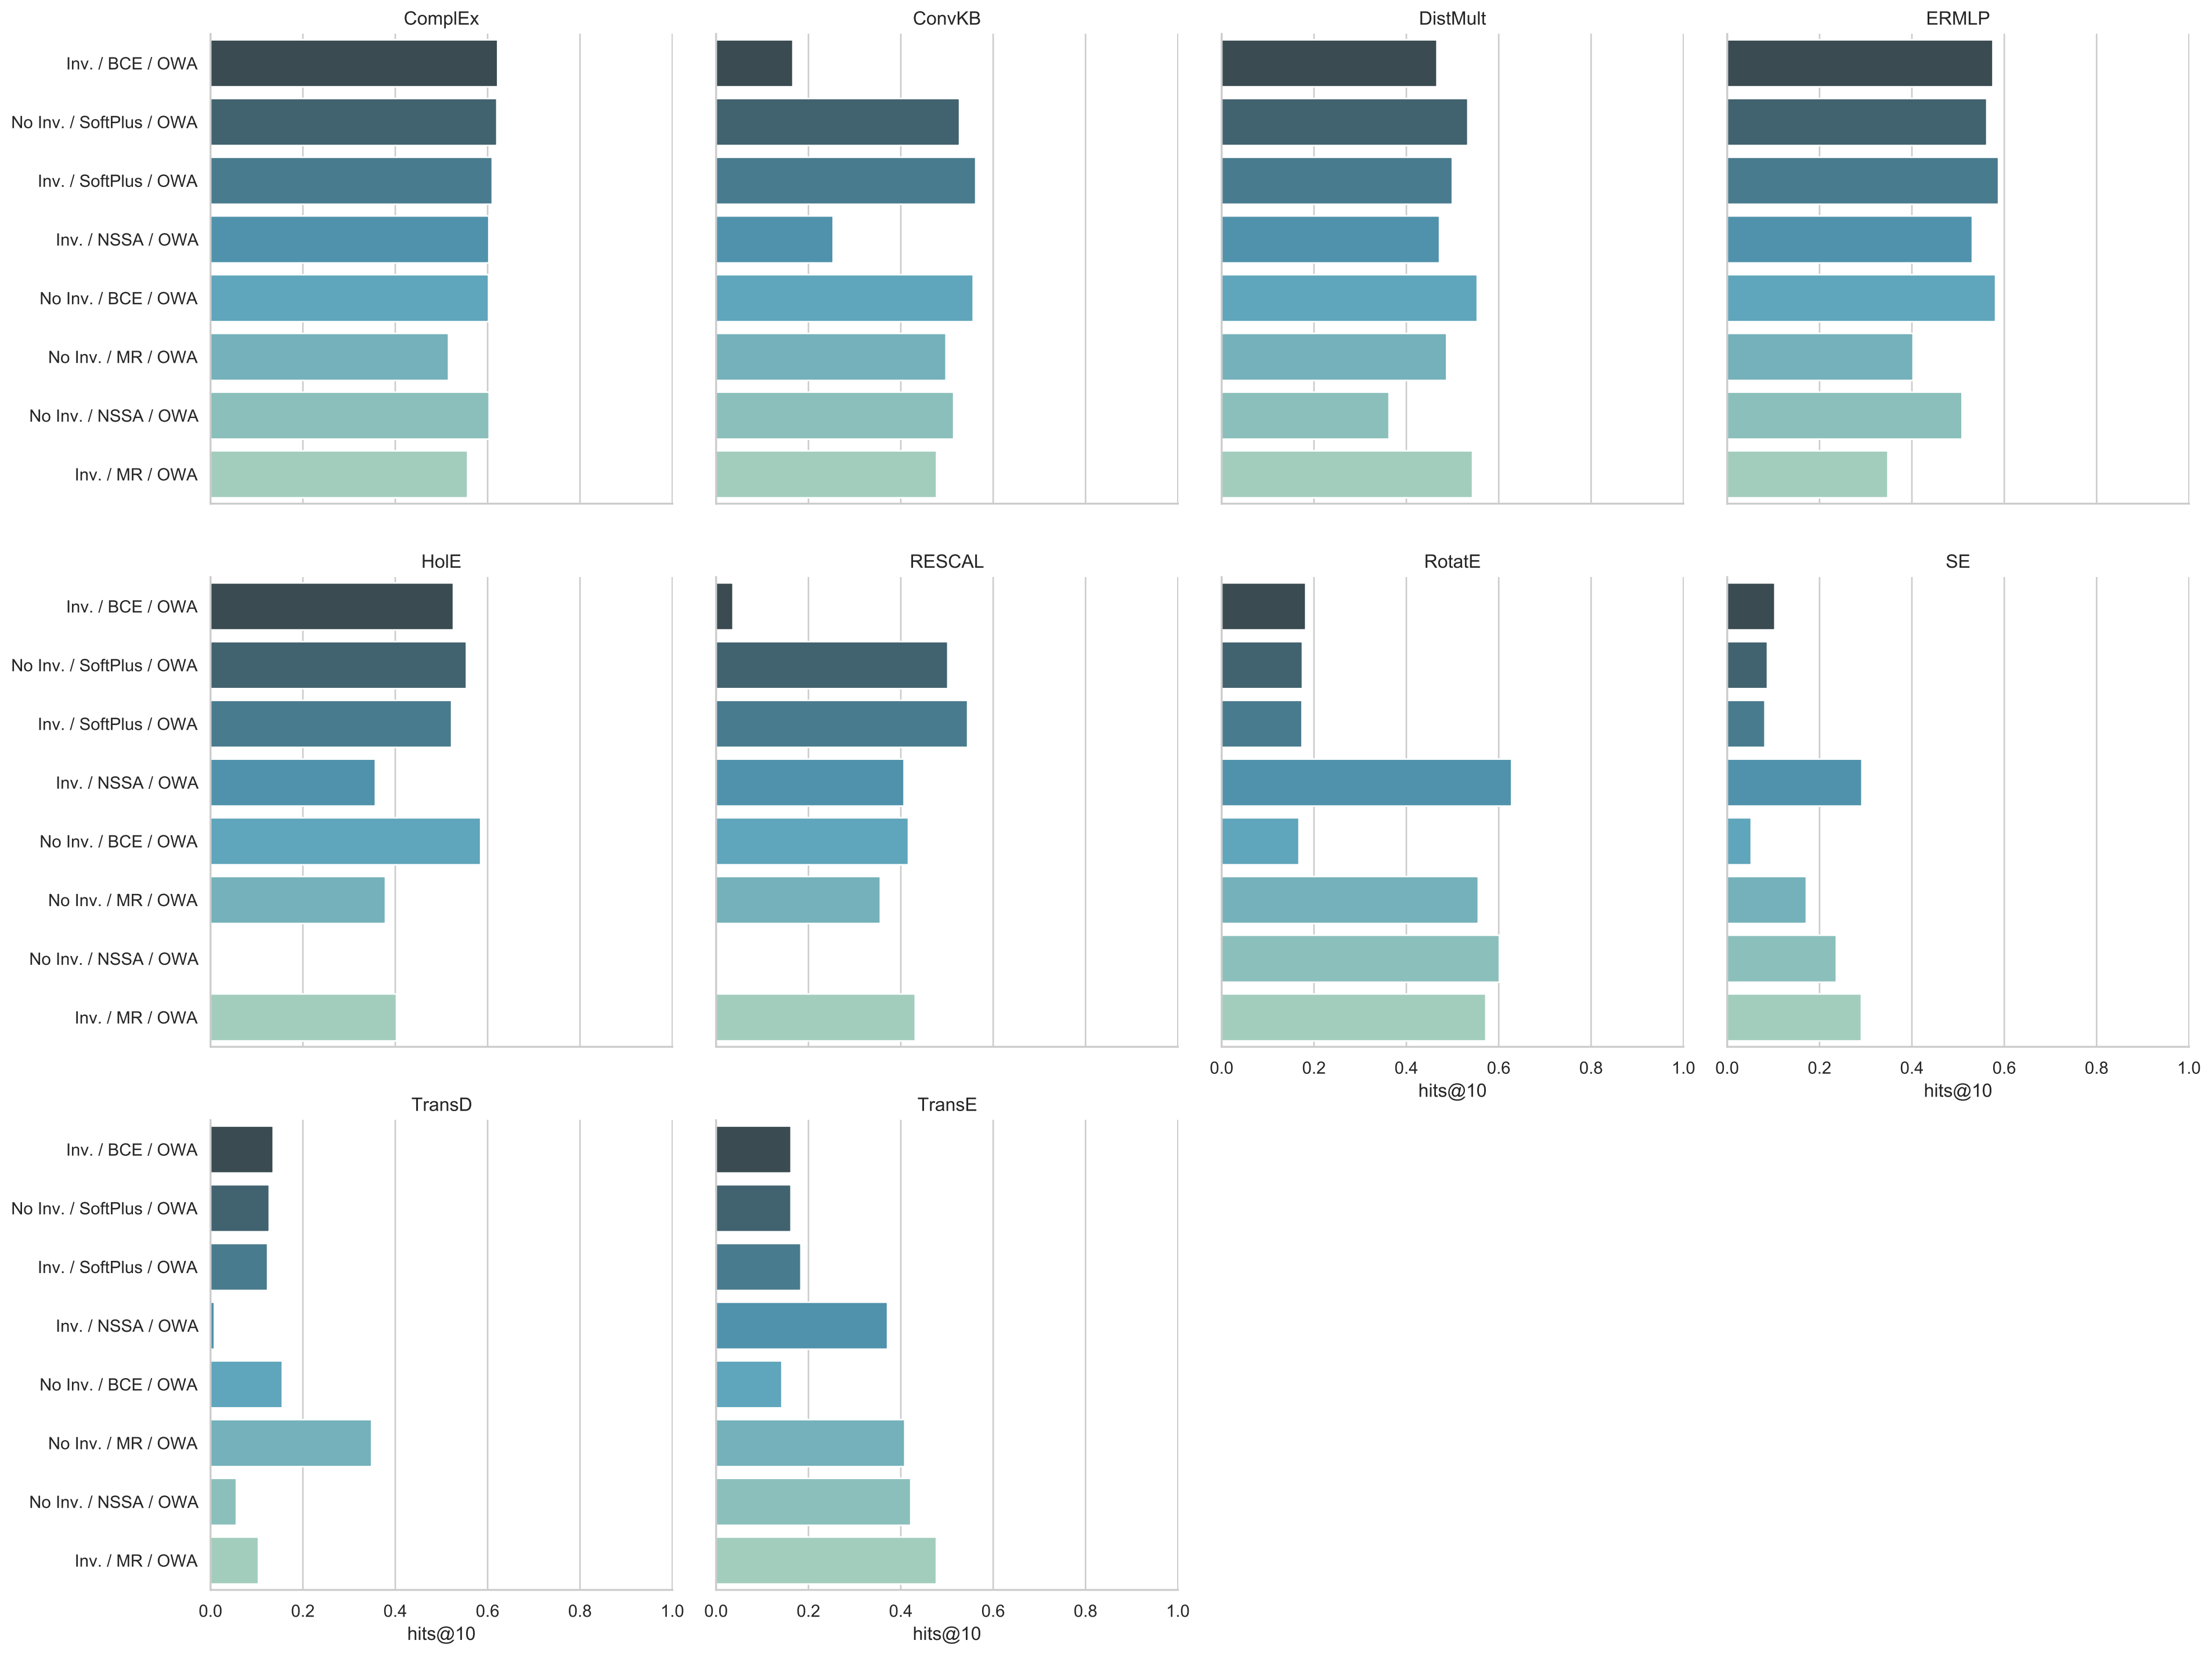 ComplEx
ConvKB
DistMult
ERMLP
Inv. / BCE / OWA
No Inv. / SoftPlus / OWA
Inv. / SoftPlus / OWA
Inv. / NSSA / OWA
No Inv. / BCE / OWA
No Inv. / MR / OWA
No Inv. / NSSA / OWA
Inv. / MR / OWA
HolE
RESCAL
RotatE
SE
Inv. / BCE / OWA
No Inv. / SoftPlus / OWA
Inv. / SoftPlus / OWA
Inv. / NSSA / OWA
No Inv. / BCE / OWA
No Inv. / MR / OWA
No Inv. / NSSA / OWA
Inv. / MR / OWA
0.0 0.2 0.4 0.6 0.8 1.0
hits@10
0.0 0.2 0.4 0.6 0.8 1.0
hits@10
TransD
TransE
Inv. / BCE / OWA
No Inv. / SoftPlus / OWA
Inv. / SoftPlus / OWA
Inv. / NSSA / OWA
No Inv. / BCE / OWA
No Inv. / MR / OWA
No Inv. / NSSA / OWA
Inv. / MR / OWA
0.0 0.2 0.4 0.6 0.8 1.0
hits@10
0.0 0.2 0.4 0.6 0.8 1.0
hits@10